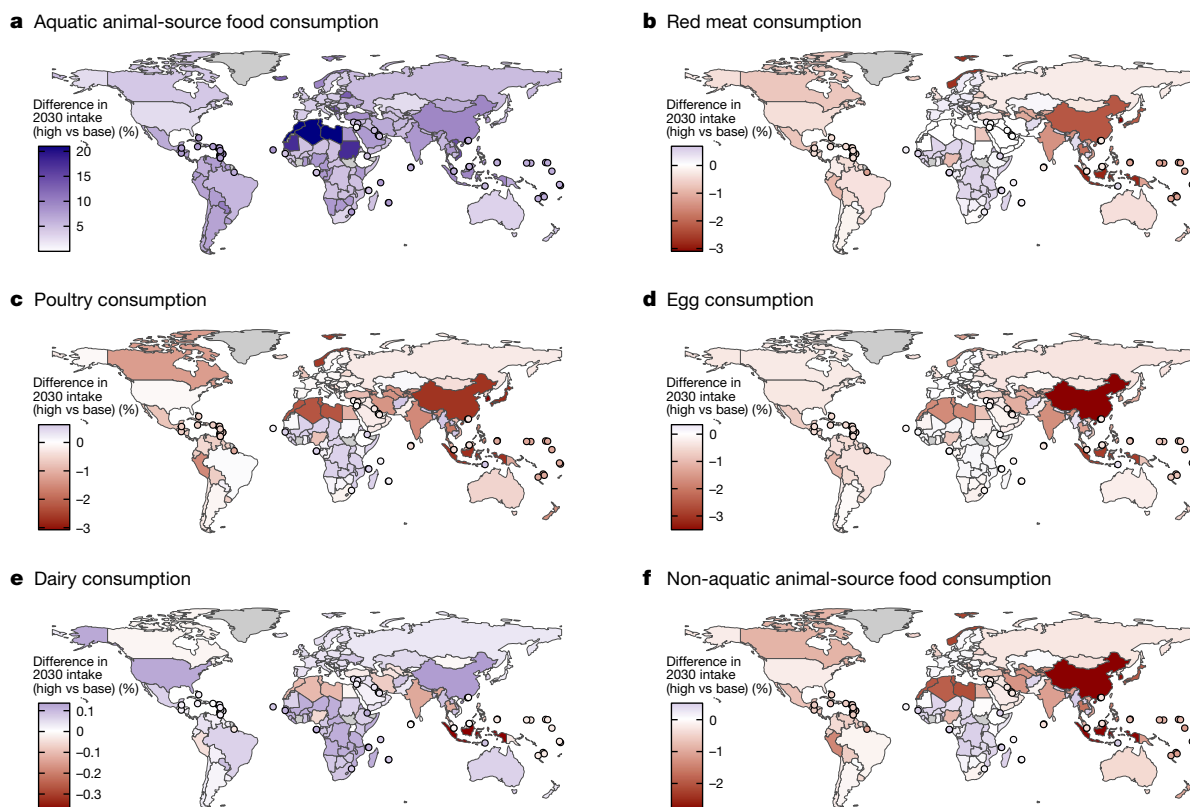 a Aquatic animal-source food consumption
Difference in
2030 intake
(high vs base) (%)
20
15
10
5
b Red meat consumption
Difference in
2030 intake
(high vs base) (%)
0
−1
−2
−3
c Poultry consumption
Difference in
2030 intake
(high vs base) (%)
0
−1
−2
−3
d Egg consumption
Difference in
2030 intake
(high vs base) (%)
0
−1
−2
−3
e Dairy consumption
Difference in
2030 intake
(high vs base) (%)
0.1
0
−0.1
−0.2
−0.3
f Non-aquatic animal-source food consumption
Difference in
2030 intake
(high vs base) (%)
0
−1
−2